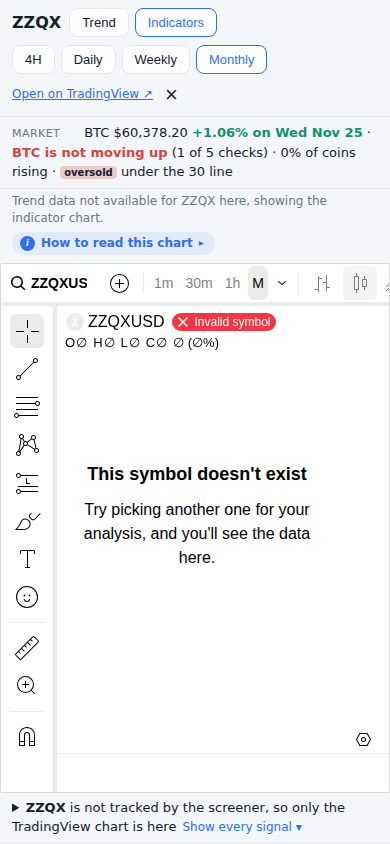 ZZQX Trend Indicators
4H Daily Weekly Monthly
Open on TradingView ↗ ✕
MARKET BTC $60,378.20 +1.06% on Wed Nov 25 ·
BTC is not moving up (1 of 5 checks) · 0% of coins
rising · oversold under the 30 line
Trend data not available for ZZQX here, showing the
indicator chart.
i How to read this chart ▸
ZZQXUS 1m 30m 1h M
Z ZZQXUSD Invalid symbol
O∅ H∅ L∅ C∅ ∅ (∅%)
This symbol doesn't exist
Try picking another one for your
analysis, and you'll see the data
here.
▶ ZZQX is not tracked by the screener, so only the
TradingView chart is here Show every signal ▾